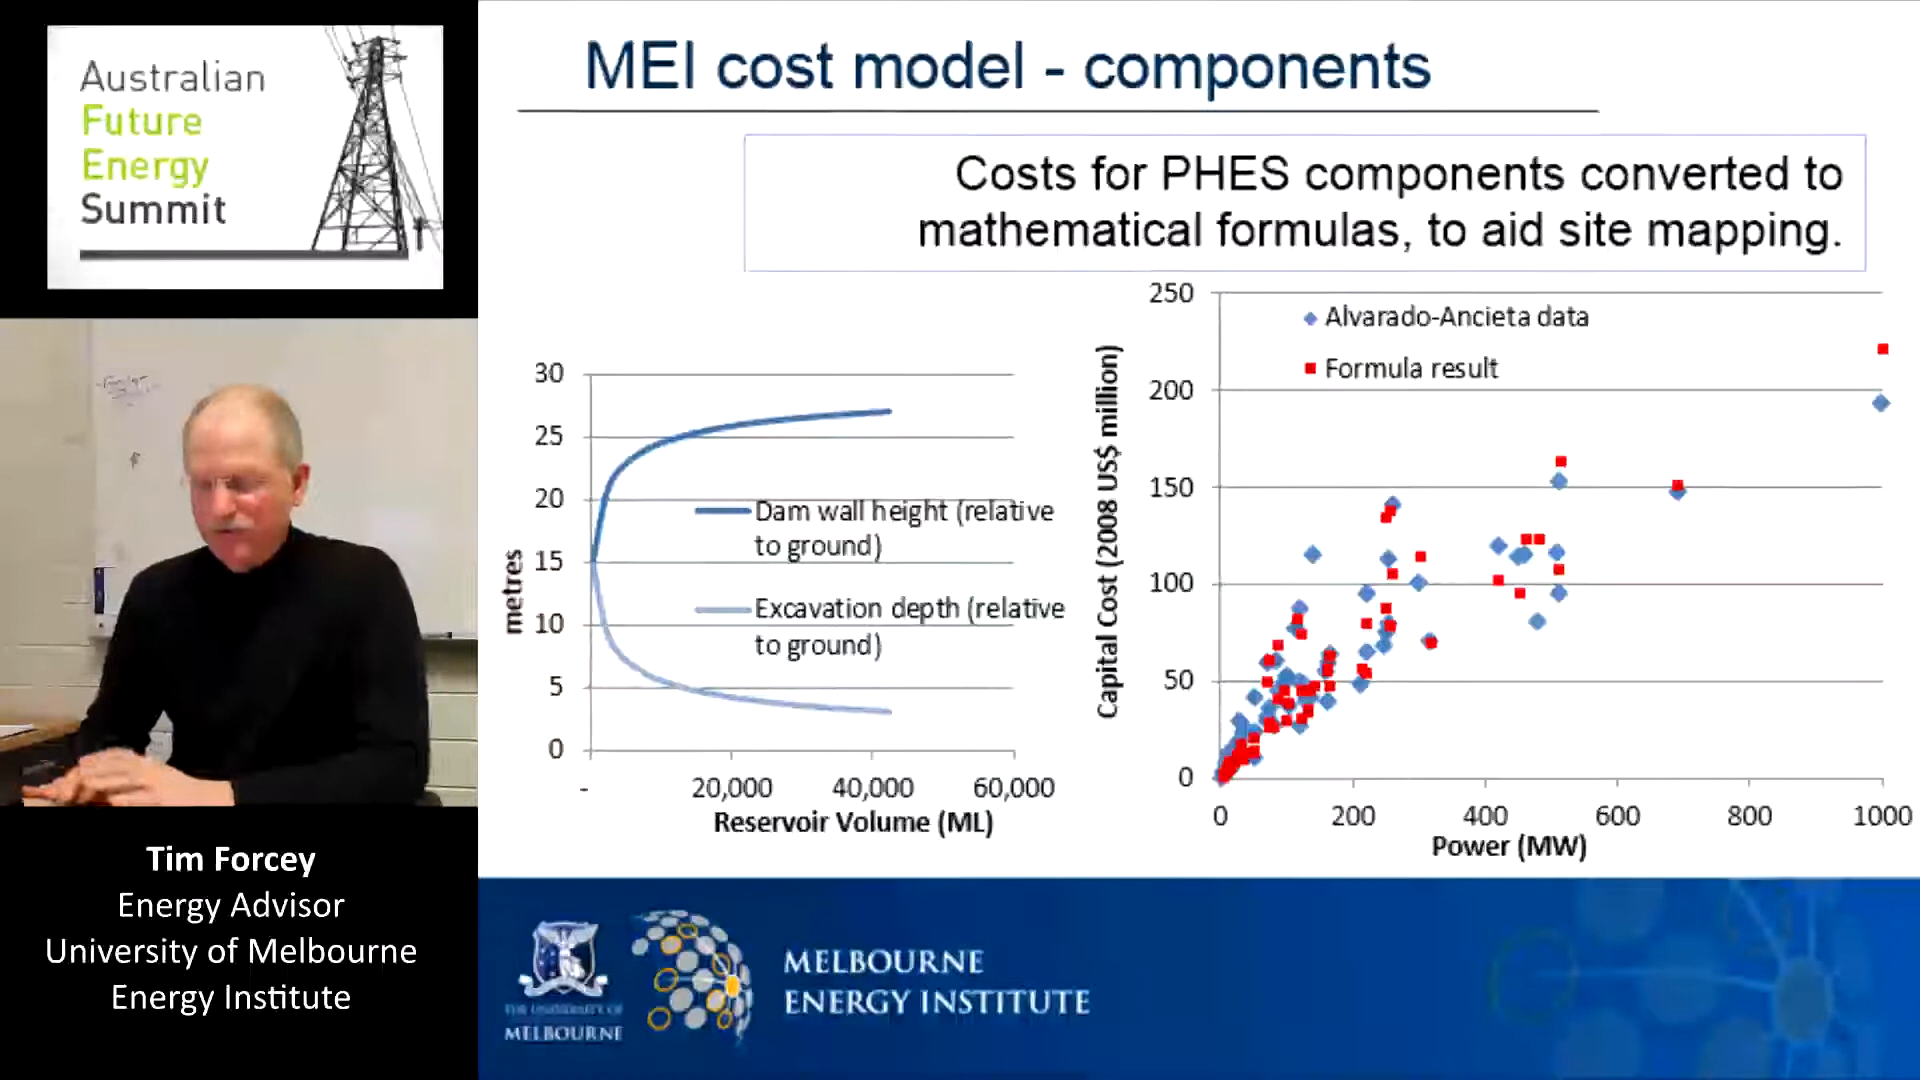 Australian
Future
Energy
Summit
MEI cost model - components
Costs for PHES components converted to
mathematical formulas, to aid site mapping.
30
25
20
15
10
5
0
metres
Dam wall height (relative
to ground)
Excavation depth (relative
to ground)
-
20,000
40,000
60,000
Reservoir Volume (ML)
250
200
150
100
50
0
Capital Cost (2008 US$ million)
Alvarado-Ancieta data
Formula result
0
200
400
600
800
1000
Power (MW)
Tim Forcey
Energy Advisor
University of Melbourne
Energy Institute
THE UNIVERSITY OF
MELBOURNE
MELBOURNE
ENERGY INSTITUTE